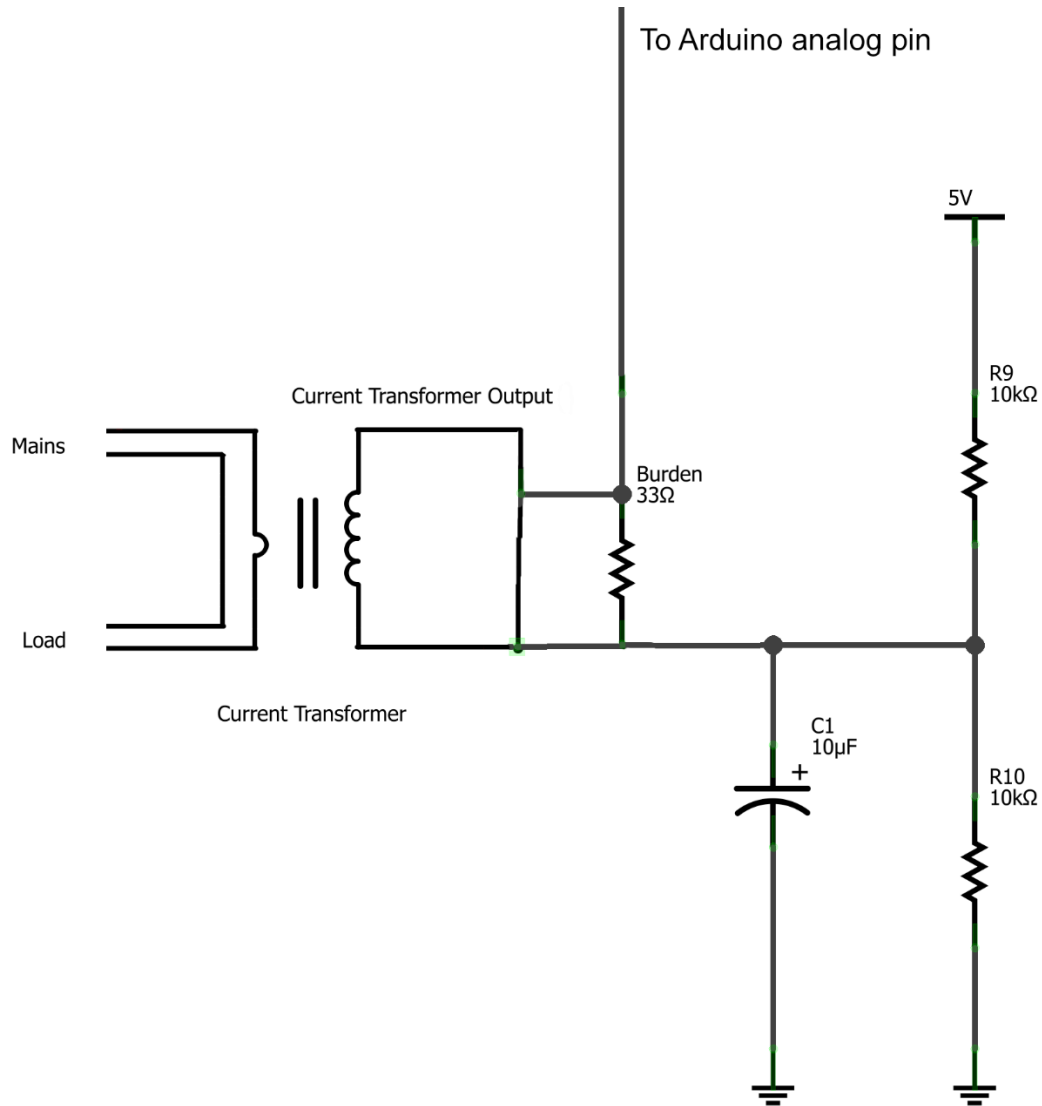 To Arduino analog pin
5V
R9
10kΩ
Current Transformer Output
Mains
Burden
33Ω
Load
Current Transformer
C1
10µF
+
R10
10kΩ